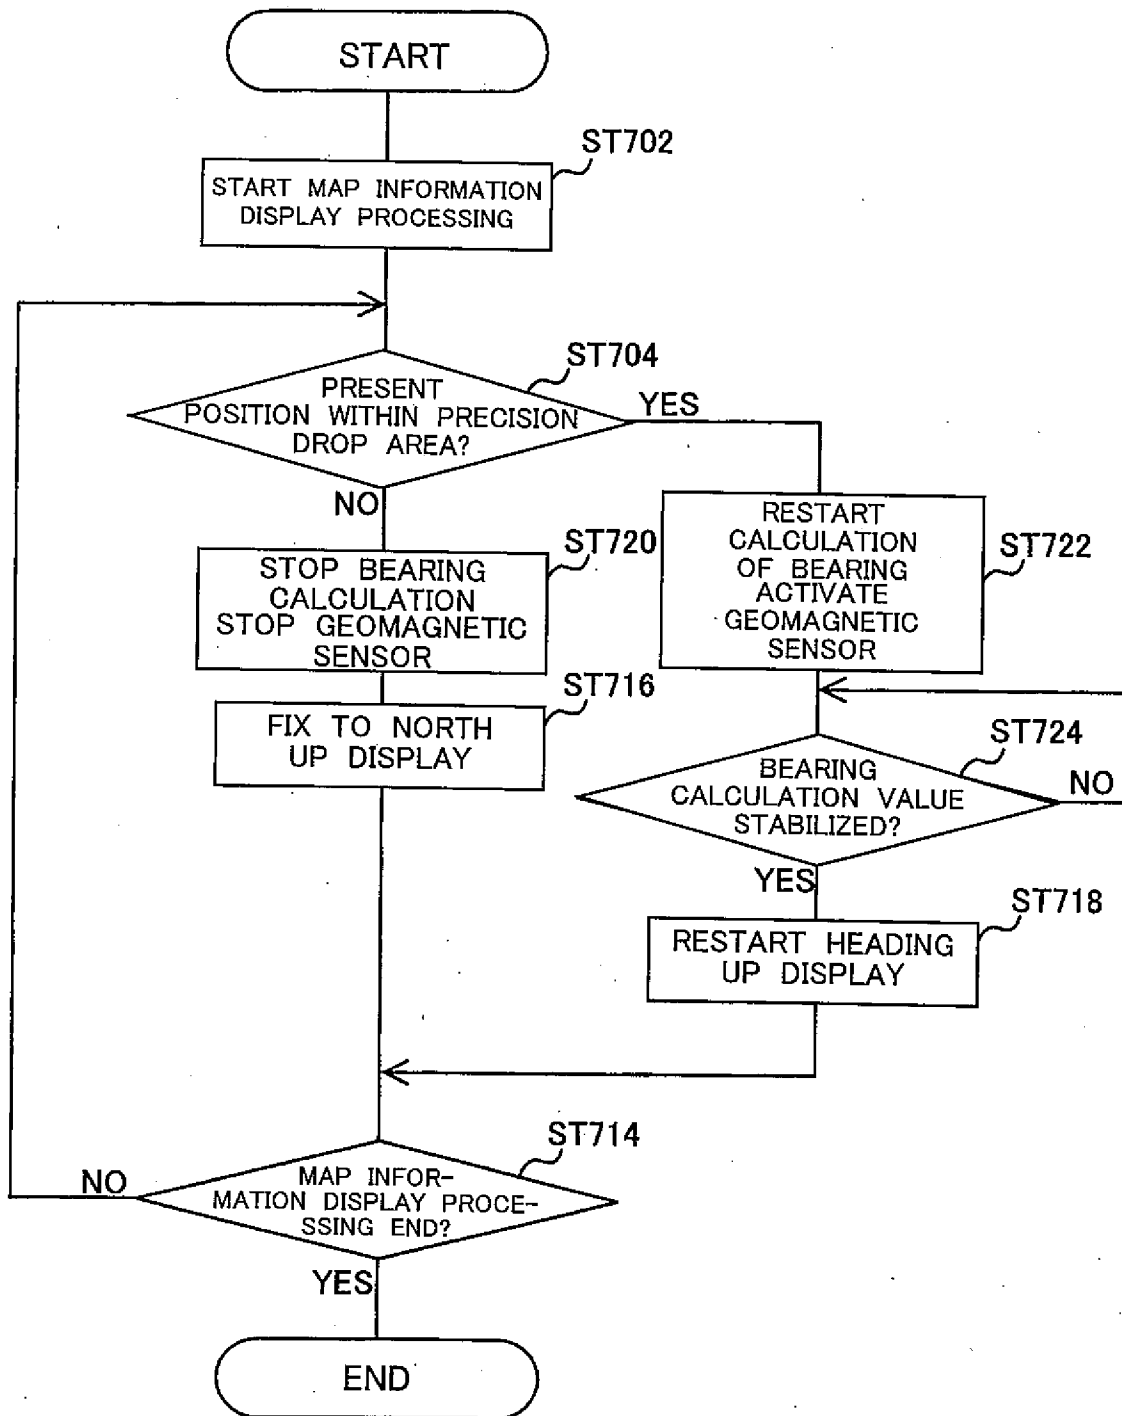 START
ST702
START MAP INFORMATION
DISPLAY PROCESSING
ST704
PRESENT
POSITION WITHIN PRECISION
DROP AREA?
YES
NO
ST720
STOP BEARING
CALCULATION
STOP GEOMAGNETIC
SENSOR
ST722
RESTART
CALCULATION
OF BEARING
ACTIVATE
GEOMAGNETIC
SENSOR
ST716
FIX TO NORTH
UP DISPLAY
ST724
BEARING
CALCULATION VALUE
STABILIZED?
NO
YES
ST718
RESTART HEADING
UP DISPLAY
ST714
MAP INFOR-
MATION DISPLAY PROCE-
SSING END?
NO
YES
END